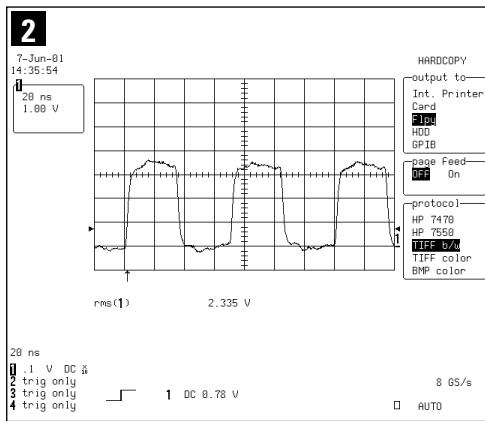 2
7-Jun-01
14:35:54
1
20 ns
1.00 V
HARDCOPY
output to
Int. Printer
Card
Flpy
HDD
GPIB
page feed
OFF On
protocol
HP 7470
HP 7550
TIFF b/w
TIFF color
BMP color
1
rms(1) 2.335 V
20 ns
1 .1 V DC
2 trig only
3 trig only
4 trig only
1 DC 0.78 V
8 GS/s
AUTO